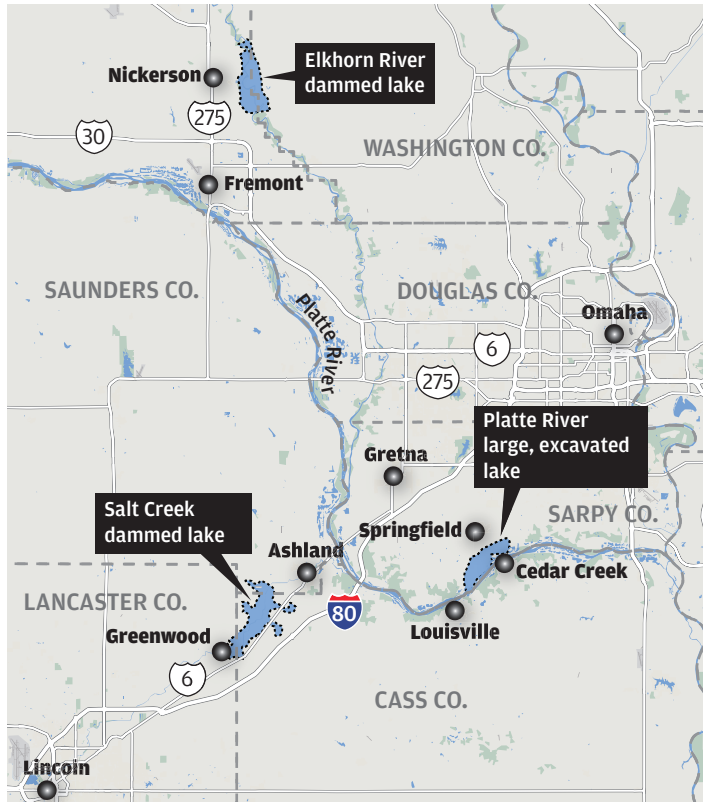 Elkhorn River
dammed lake
Nickerson
275
30
WASHINGTON CO.
Fremont
SAUNDERS CO.
DOUGLAS CO.
Platte River
Omaha
6
275
Platte River
large, excavated
lake
Gretna
Salt Creek
dammed lake
Springfield
SARPY CO.
Ashland
Cedar Creek
LANCASTER CO.
80
Louisville
Greenwood
6
CASS CO.
Lincoln